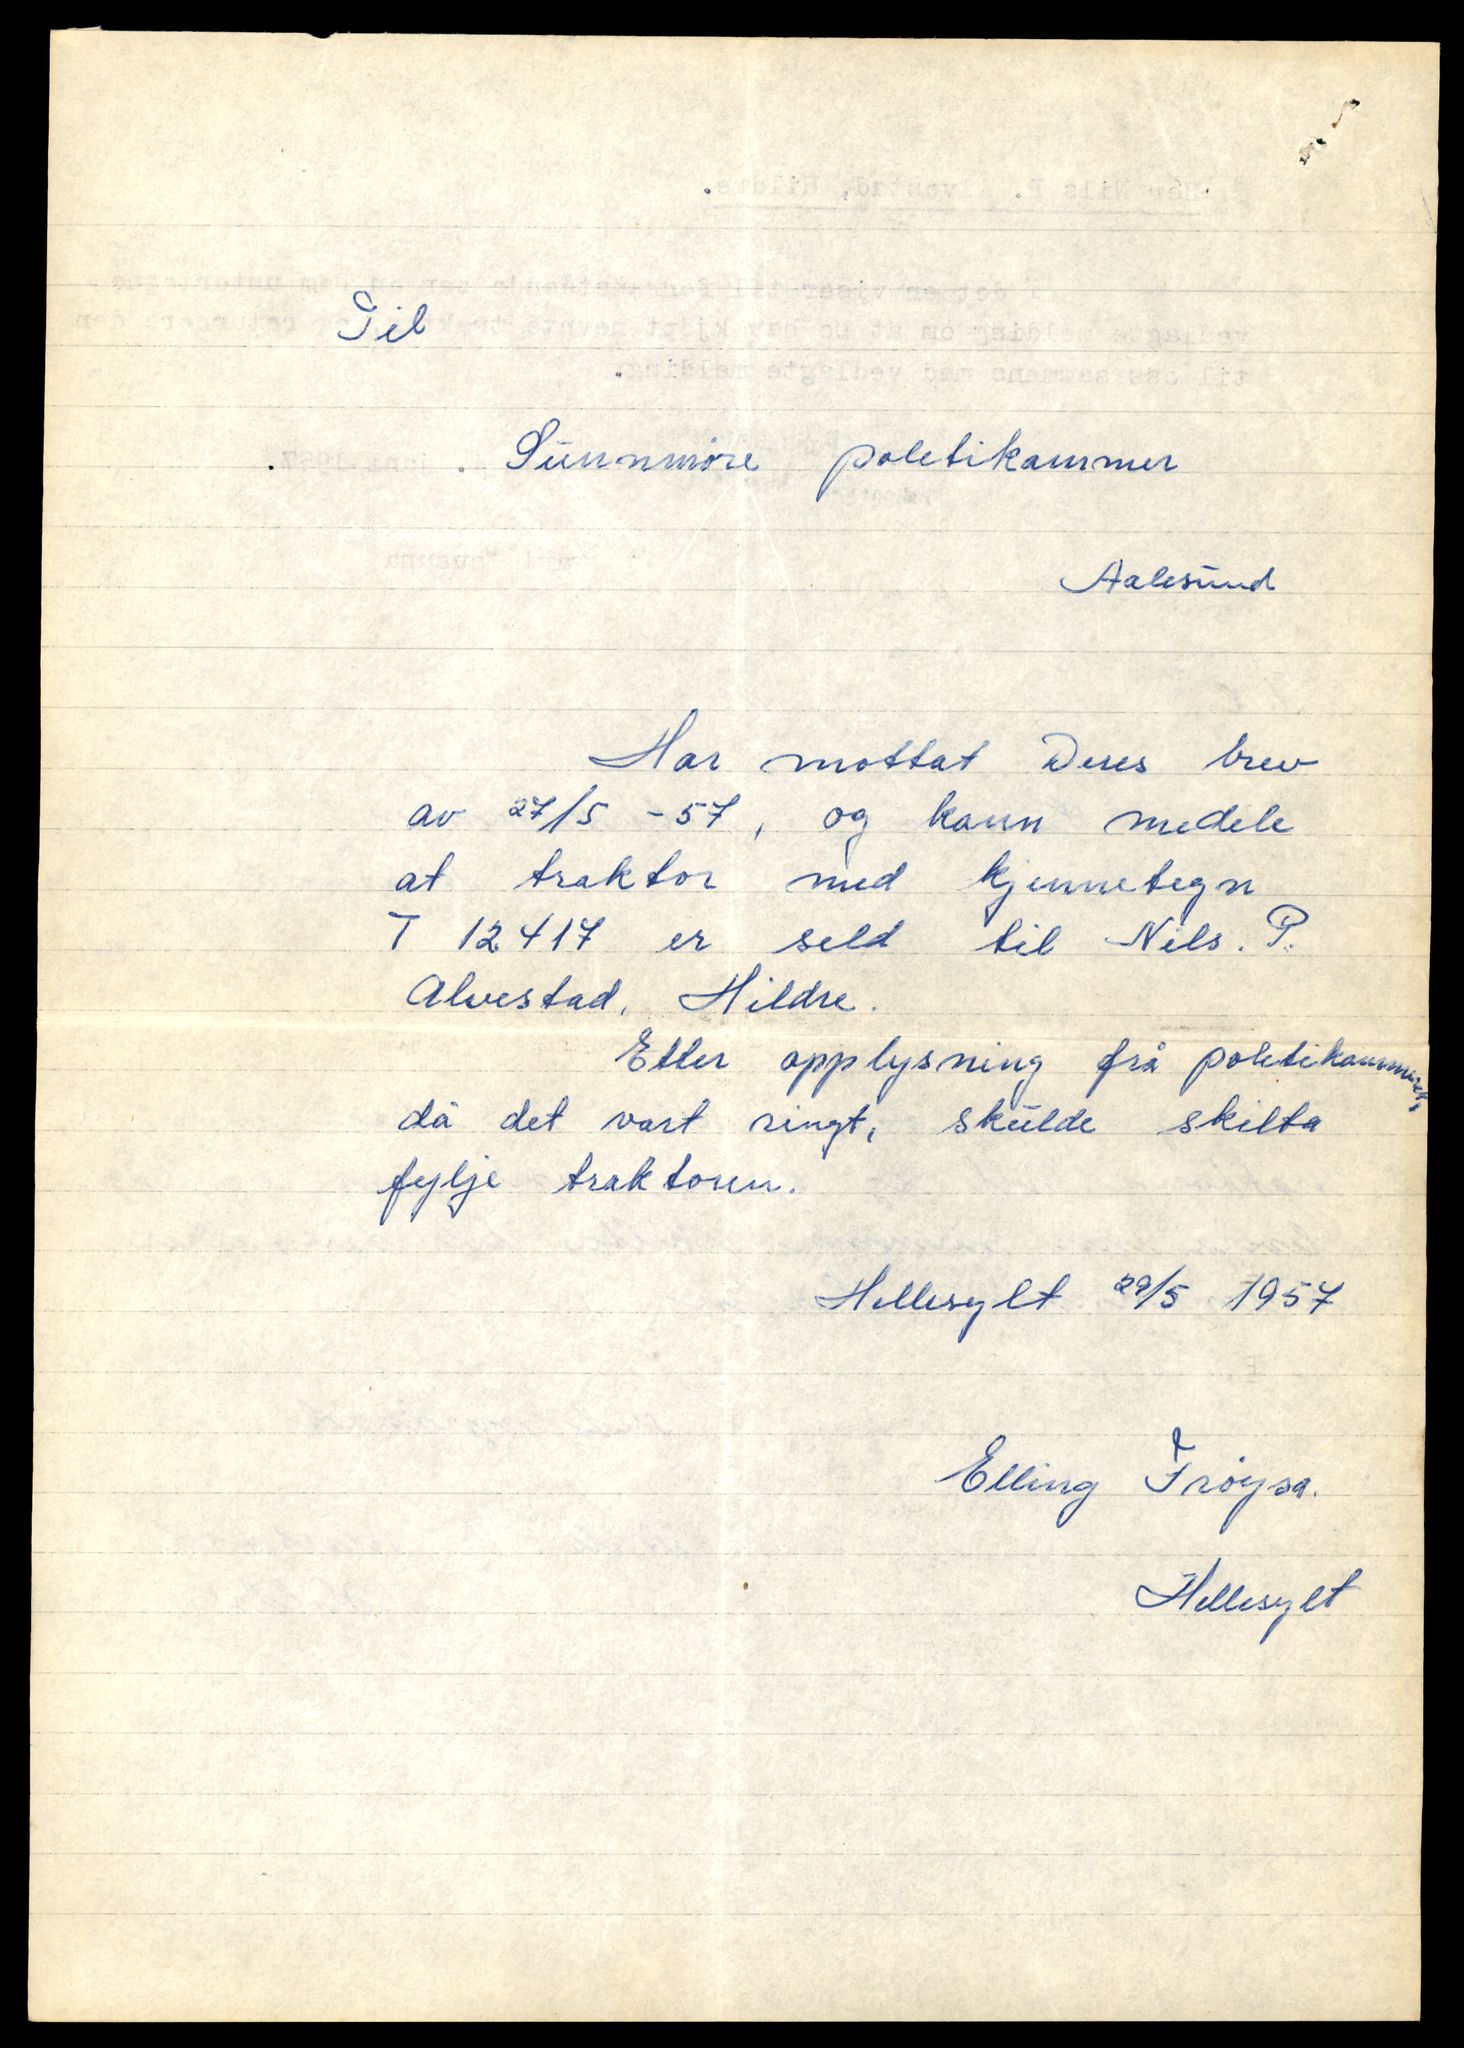 Til
Sunnmøre politikammer
Aalesund
Har mottat Deres brev
av 27/5 -57, og kann medele
at traktor med kjennetegn
T 12417 er seld til Nils. P.
Alvestad, Hildre.
Etter opplysning frå politikammeret,
då det vart ringt, skulde skilta
fylje traktoren.
Hellesylt 29/5 1957
Elling Frøysa.
Hellesylt